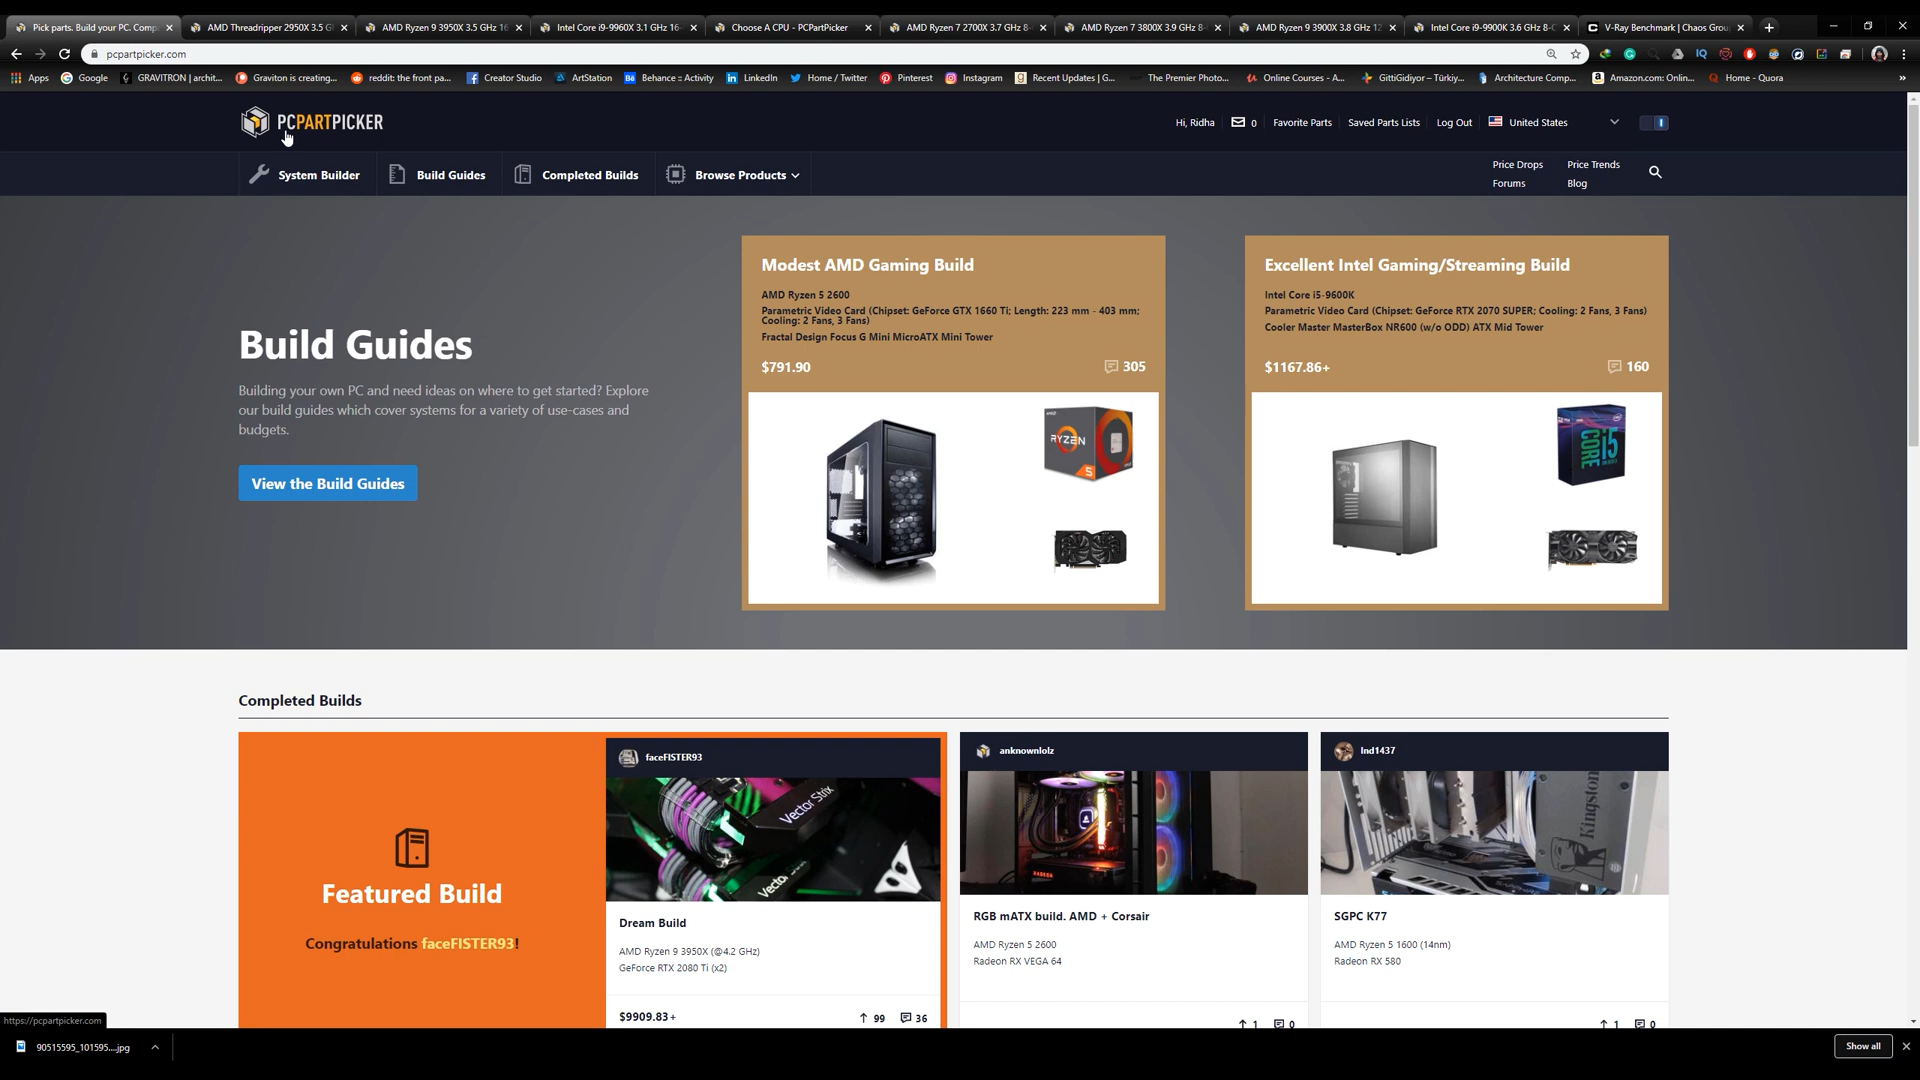 Pick parts. Build your PC. Comp
AMD Threadripper 2950X 3.5 G
AMD Ryzen 9 3950X 3.5 GHz 16
Intel Core i9-9960X 3.1 GHz 16-
Choose A CPU - PCPartPicker
AMD Ryzen 7 2700X 3.7 GHz 8-
AMD Ryzen 7 3800X 3.9 GHz 8-
AMD Ryzen 9 3900X 3.8 GHz 12
Intel Core i9-9900K 3.6 GHz 8-C
V-Ray Benchmark | Chaos Grou
pcpartpicker.com
Apps
Google
GRAVITRON | archit...
Graviton is creating...
reddit: the front pa...
Creator Studio
ArtStation
Behance :: Activity
LinkedIn
Home / Twitter
Pinterest
Instagram
Recent Updates | G...
The Premier Photo...
Online Courses - A...
GittiGidiyor – Türkiy...
Architecture Comp...
Amazon.com: Onlin...
Home - Quora
PCPARTPICKER
Hi, Ridha
0
Favorite Parts
Saved Parts Lists
Log Out
United States
System Builder
Build Guides
Completed Builds
Browse Products
Price Drops
Price Trends
Forums
Blog
Build Guides
Building your own PC and need ideas on where to get started? Explore
our build guides which cover systems for a variety of use-cases and
budgets.
View the Build Guides
Modest AMD Gaming Build
AMD Ryzen 5 2600
Parametric Video Card (Chipset: GeForce GTX 1660 Ti; Length: 223 mm - 403 mm;
Cooling: 2 Fans, 3 Fans)
Fractal Design Focus G Mini MicroATX Mini Tower
$791.90
305
RYZEN
5
Excellent Intel Gaming/Streaming Build
Intel Core i5-9600K
Parametric Video Card (Chipset: GeForce RTX 2070 SUPER; Cooling: 2 Fans, 3 Fans)
Cooler Master MasterBox NR600 (w/o ODD) ATX Mid Tower
$1167.86+
160
CORE i5
Completed Builds
Featured Build
Congratulations faceFISTER93!
faceFISTER93
Vector Strix
Vector
Dream Build
AMD Ryzen 9 3950X (@4.2 GHz)
GeForce RTX 2080 Ti (x2)
$9909.83+
99
36
anknownlolz
RADEON
RGB mATX build. AMD + Corsair
AMD Ryzen 5 2600
Radeon RX VEGA 64
1
0
Ind1437
Kingston
SGPC K77
AMD Ryzen 5 1600 (14nm)
Radeon RX 580
1
0
https://pcpartpicker.com
90515595_101595....jpg
Show all